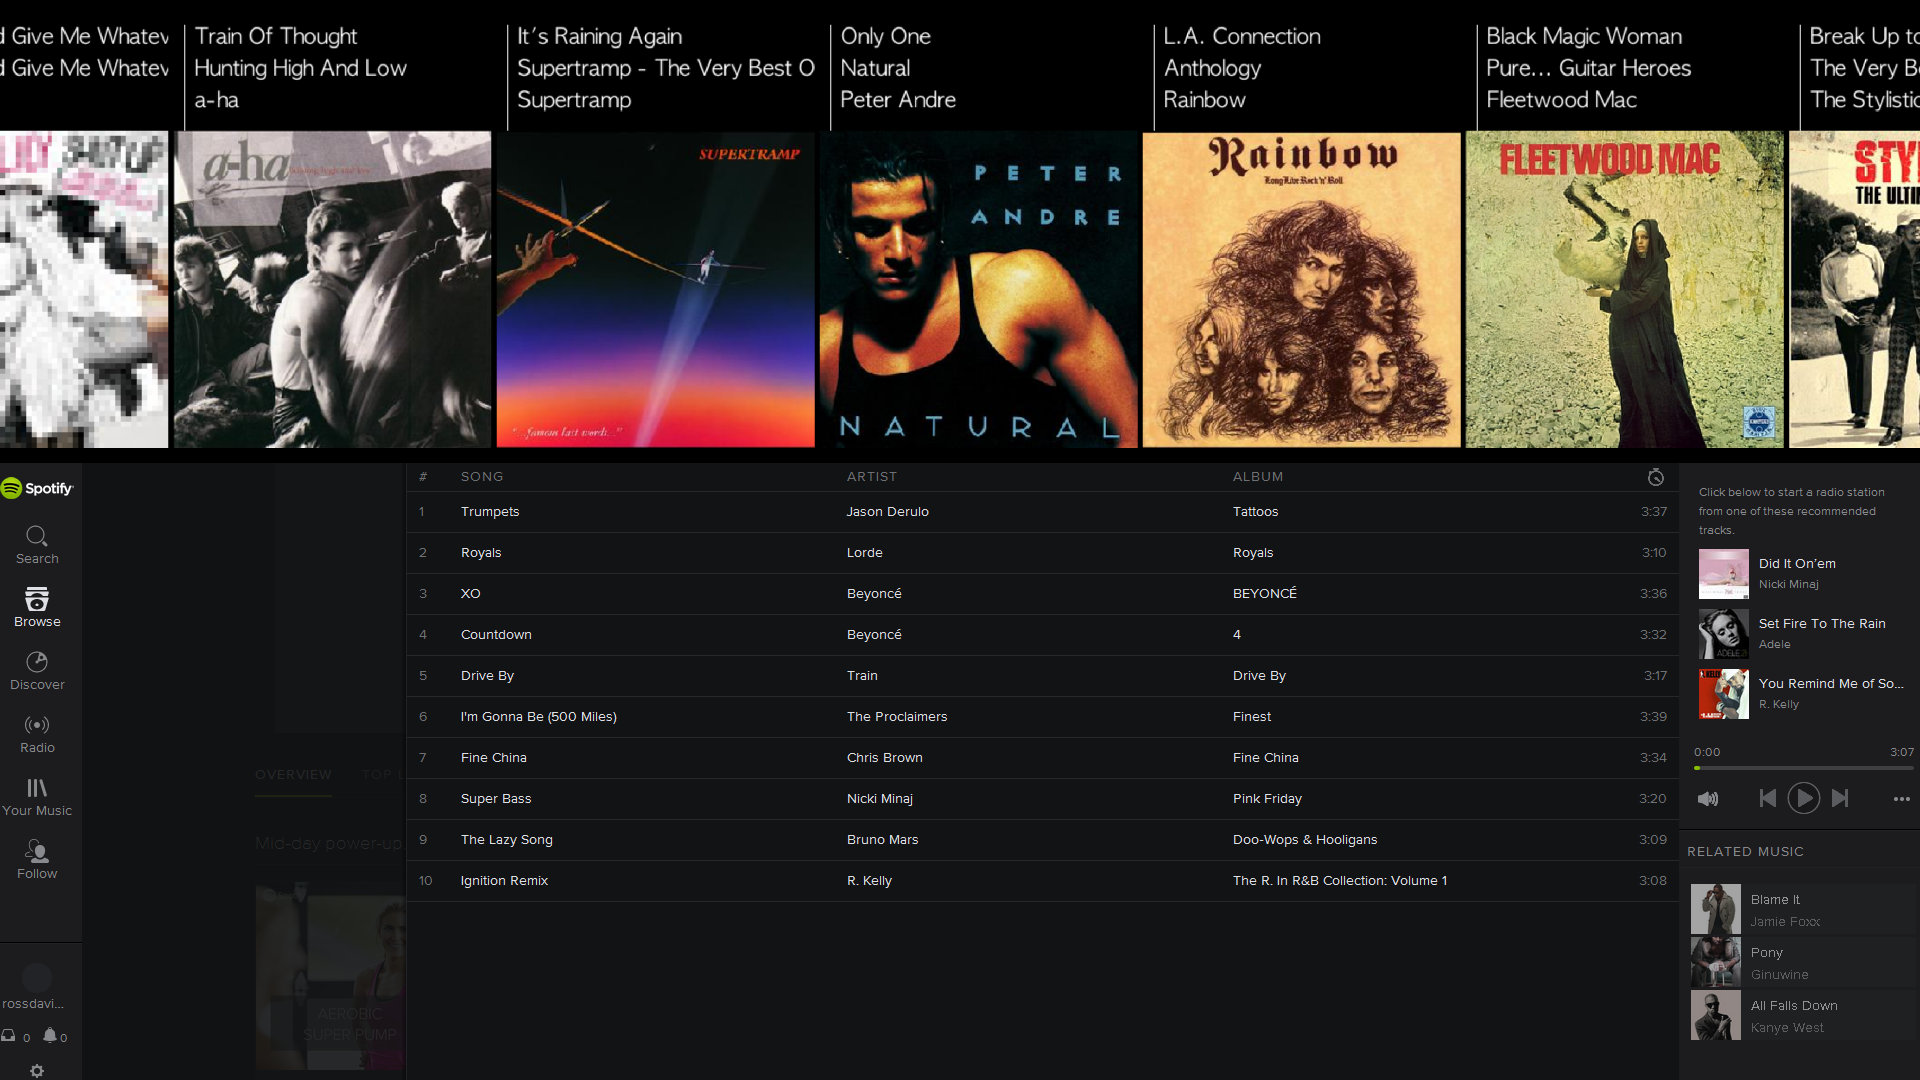 d Give Me Whatev
d Give Me Whatev
Train Of Thought
Hunting High And Low
a-ha
It's Raining Again
Supertramp - The Very Best O
Supertramp
Only One
Natural
Peter Andre
L.A. Connection
Anthology
Rainbow
Black Magic Woman
Pure... Guitar Heroes
Fleetwood Mac
Break Up to
The Very Be
The Stylistic
a-ha
hunting high and low
SUPERTRAMP
"...famous last words..."
PETER
ANDRE
NATURAL
Rainbow
Long Live Rock 'n' Roll
FLEETWOOD MAC
STY
THE ULTI
Spotify
Search
Browse
Discover
Radio
Your Music
Follow
rossdavi...
0
0
OVERVIEW
TOP L
Mid-day power-up
AEROBIC
SUPER PUMP
# SONG ARTIST ALBUM
1 Trumpets Jason Derulo Tattoos 3:37
2 Royals Lorde Royals 3:10
3 XO Beyoncé BEYONCÉ 3:36
4 Countdown Beyoncé 4 3:32
5 Drive By Train Drive By 3:17
6 I'm Gonna Be (500 Miles) The Proclaimers Finest 3:39
7 Fine China Chris Brown Fine China 3:34
8 Super Bass Nicki Minaj Pink Friday 3:20
9 The Lazy Song Bruno Mars Doo-Wops & Hooligans 3:09
10 Ignition Remix R. Kelly The R. In R&B Collection: Volume 1 3:08
Click below to start a radio station
from one of these recommended
tracks.
Did It On'em
Nicki Minaj
Set Fire To The Rain
Adele
ADELE 21
You Remind Me of So...
R. Kelly
0:00 3:07
RELATED MUSIC
Blame It
Jamie Foxx
Pony
Ginuwine
All Falls Down
Kanye West